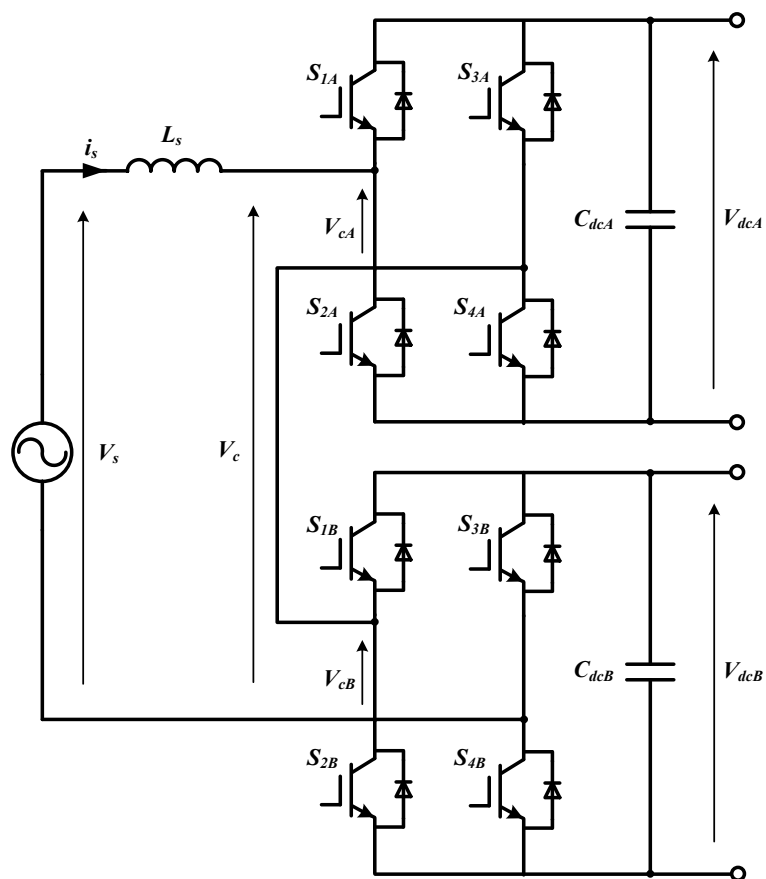 S1A
S3A
is
Ls
VcA
CdcA
VdcA
S2A
S4A
Vs
Vc
S1B
S3B
VcB
CdcB
VdcB
S2B
S4B